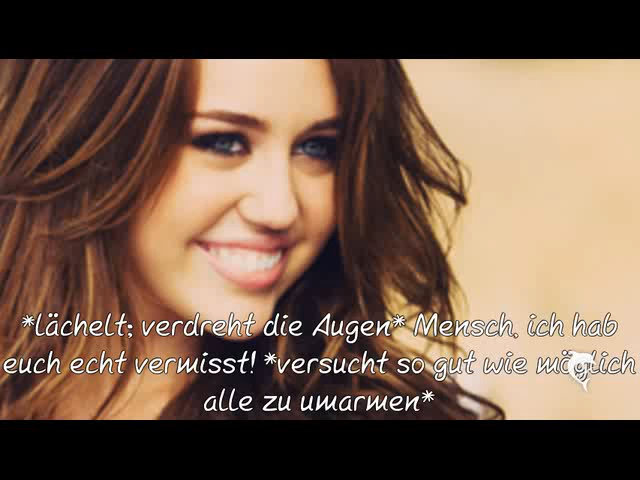 *lächelt; verdreht die Augen* Mensch, ich hab
euch echt vermisst! *versucht so gut wie möglich
alle zu umarmen*